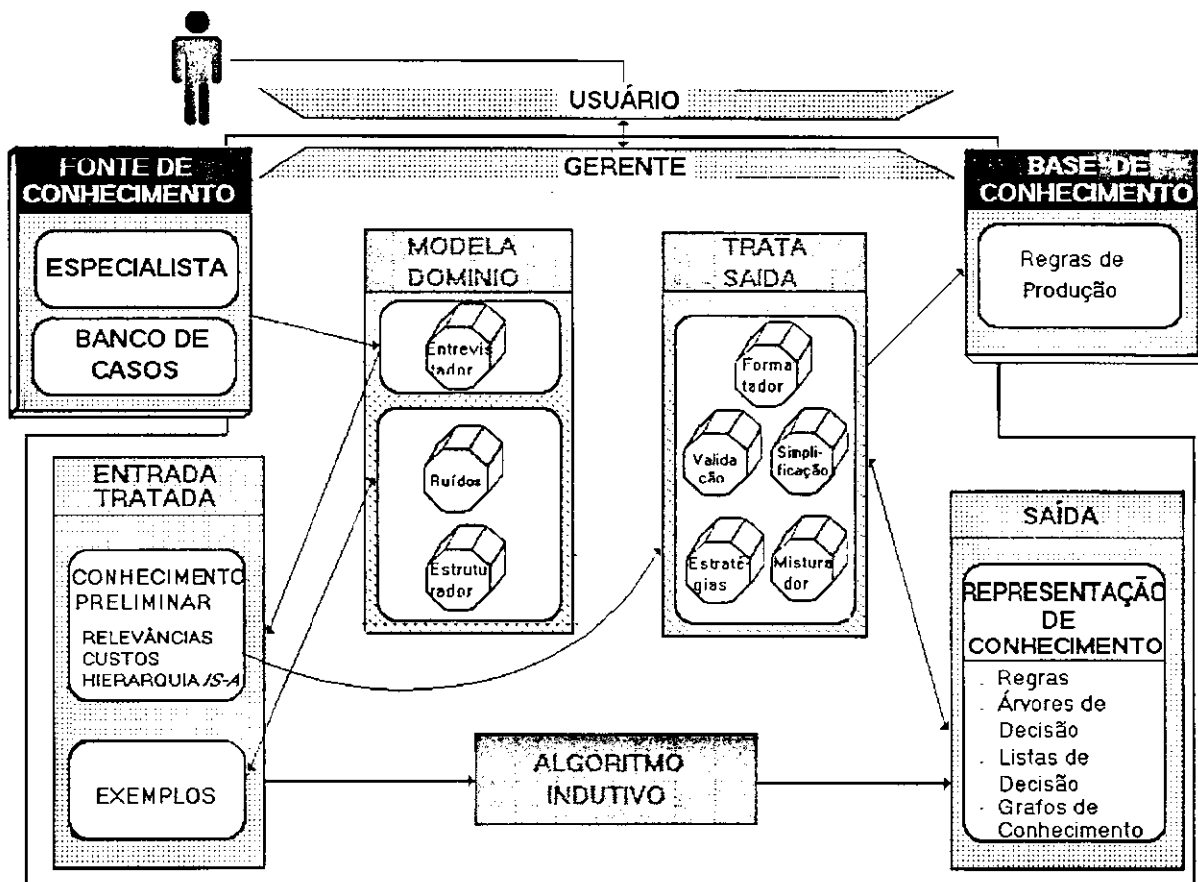 USUÁRIO
GERENTE
FONTE DE
CONHECIMENTO
ESPECIALISTA
BANCO DE
CASOS
MODELA
DOMINIO
Entrevis
tador
Ruídos
Estrutu
rador
TRATA
SAIDA
Forma
tador
Valida
ção
Simpli-
ficação
Estraté
gias
Mistura
dor
BASE DE
CONHECIMENTO
Regras de
Produção
ENTRADA
TRATADA
CONHECIMENTO
PRELIMINAR
RELEVÂNCIAS
CUSTOS
HIERARQUIA IS-A
EXEMPLOS
ALGORITMO
INDUTIVO
SAÍDA
REPRESENTAÇÃO
DE
CONHECIMENTO
. Regras
. Árvores de
Decisão
. Listas de
Decisão
. Grafos de
Conhecimento